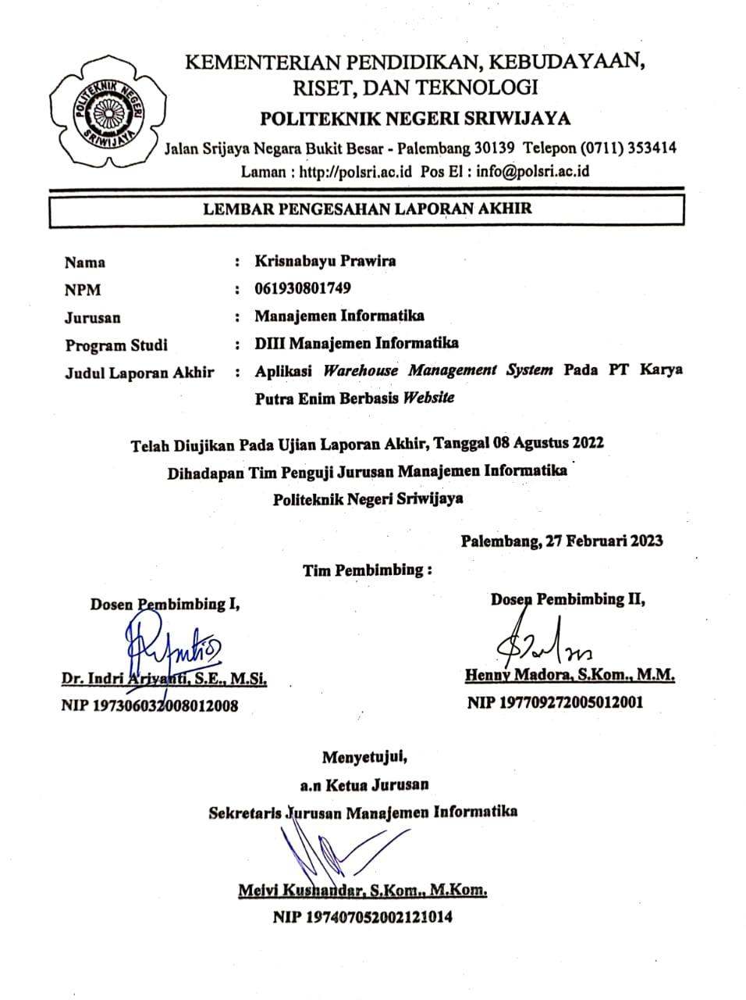 KEMENTERIAN PENDIDIKAN, KEBUDAYAAN,
RISET, DAN TEKNOLOGI
POLITEKNIK NEGERI SRIWIJAYA
Jalan Srijaya Negara Bukit Besar - Palembang 30139 Telepon (0711) 353414
Laman : http://polsri.ac.id Pos El : info@polsri.ac.id
POLITEKNIK NEGERI
SRIWIJAYA
LEMBAR PENGESAHAN LAPORAN AKHIR
Nama : Krisnabayu Prawira
NPM : 061930801749
Jurusan : Manajemen Informatika
Program Studi : DIII Manajemen Informatika
Judul Laporan Akhir : Aplikasi Warehouse Management System Pada PT Karya
Putra Enim Berbasis Website
Telah Diujikan Pada Ujian Laporan Akhir, Tanggal 08 Agustus 2022
Dihadapan Tim Penguji Jurusan Manajemen Informatika
Politeknik Negeri Sriwijaya
Palembang, 27 Februari 2023
Tim Pembimbing :
Dosen Pembimbing I,
Dr. Indri Ariyanti, S.E., M.Si.
NIP 197306032008012008
Dosen Pembimbing II,
Henny Madora, S.Kom., M.M.
NIP 197709272005012001
Menyetujui,
a.n Ketua Jurusan
Sekretaris Jurusan Manajemen Informatika
Meivi Kusnandar, S.Kom., M.Kom.
NIP 197407052002121014